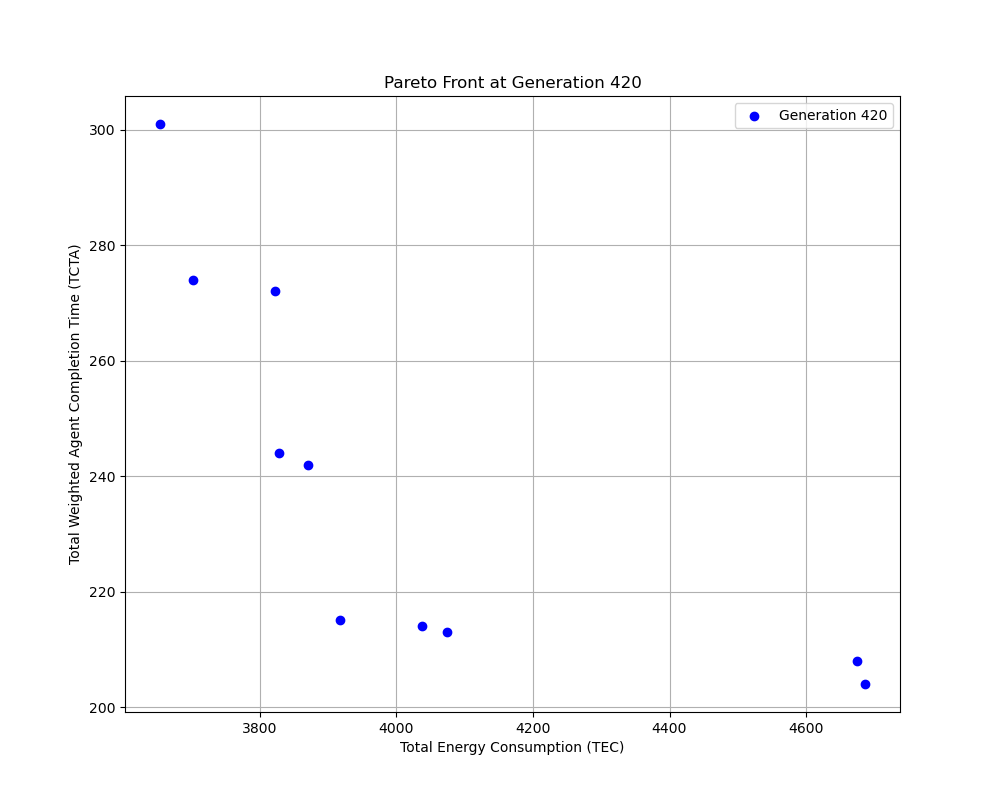 Pareto Front at Generation 420
Generation 420
Total Weighted Agent Completion Time (TCTA)
300
280
260
240
220
200
3800
4000
4200
4400
4600
Total Energy Consumption (TEC)